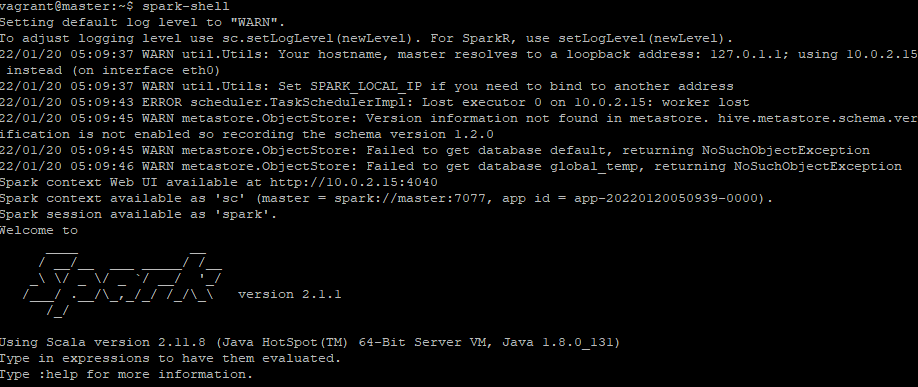 vagrant@master:~$ spark-shell
Setting default log level to "WARN".
To adjust logging level use sc.setLogLevel(newLevel). For SparkR, use setLogLevel(newLevel).
22/01/20 05:09:37 WARN util.Utils: Your hostname, master resolves to a loopback address: 127.0.1.1; using 10.0.2.15
 instead (on interface eth0)
22/01/20 05:09:37 WARN util.Utils: Set SPARK_LOCAL_IP if you need to bind to another address
22/01/20 05:09:43 ERROR scheduler.TaskSchedulerImpl: Lost executor 0 on 10.0.2.15: worker lost
22/01/20 05:09:45 WARN metastore.ObjectStore: Version information not found in metastore. hive.metastore.schema.ver
ification is not enabled so recording the schema version 1.2.0
22/01/20 05:09:45 WARN metastore.ObjectStore: Failed to get database default, returning NoSuchObjectException
22/01/20 05:09:46 WARN metastore.ObjectStore: Failed to get database global_temp, returning NoSuchObjectException
Spark context Web UI available at http://10.0.2.15:4040
Spark context available as 'sc' (master = spark://master:7077, app id = app-20220120050939-0000).
Spark session available as 'spark'.
Welcome to
      ____              __
     / __/__  ___ _____/ /__
    _\ \/ _ \/ _ `/ __/  '_/
   /___/ .__/\_,_/_/ /_/\_\   version 2.1.1
      /_/
Using Scala version 2.11.8 (Java HotSpot(TM) 64-Bit Server VM, Java 1.8.0_131)
Type in expressions to have them evaluated.
Type :help for more information.